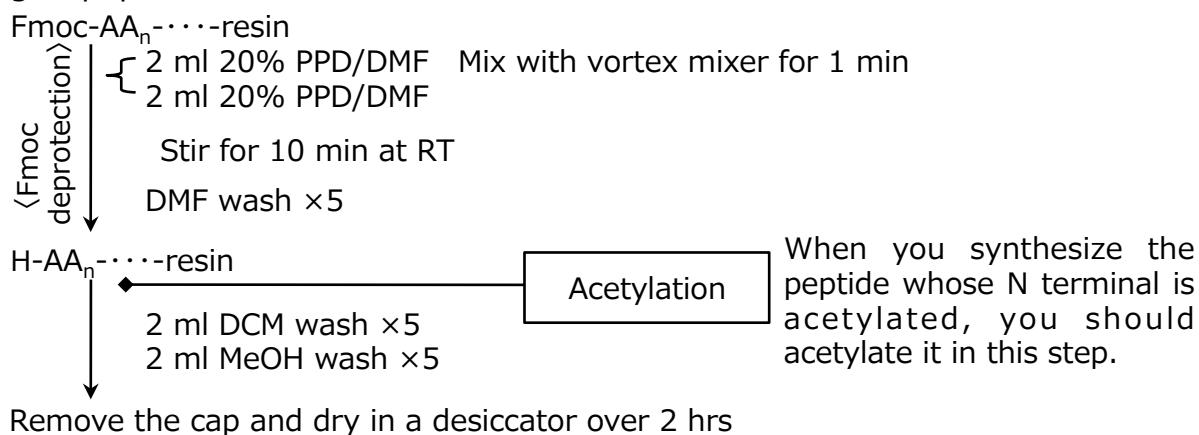 Fmoc-AAn-・・・-resin
2 ml 20% PPD/DMF Mix with vortex mixer for 1 min
2 ml 20% PPD/DMF
〈Fmoc
deprotection〉
Stir for 10 min at RT
DMF wash ×5
H-AAn-・・・-resin
Acetylation
When you synthesize the
peptide whose N terminal is
acetylated, you should
acetylate it in this step.
2 ml DCM wash ×5
2 ml MeOH wash ×5
Remove the cap and dry in a desiccator over 2 hrs